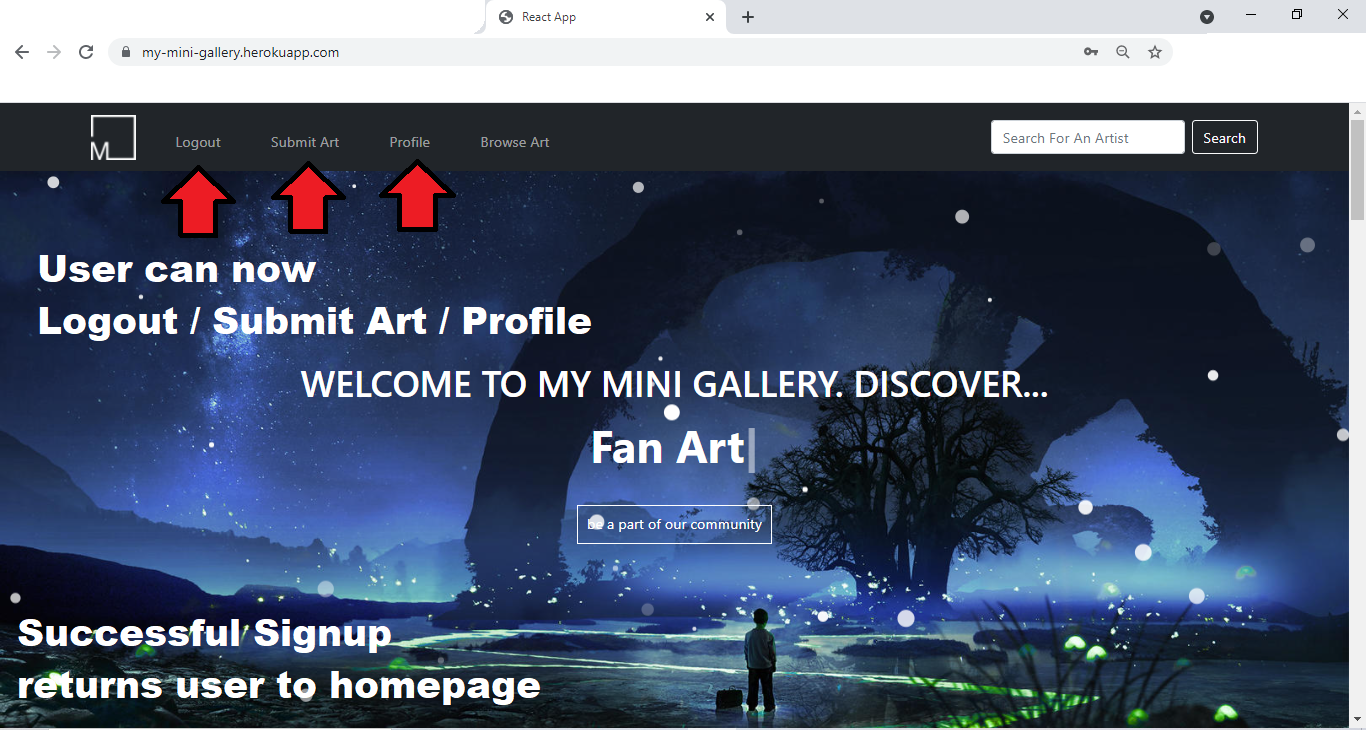 React App
my-mini-gallery.herokuapp.com
M
Logout Submit Art Profile Browse Art Search For An Artist Search
User can now
Logout / Submit Art / Profile
WELCOME TO MY MINI GALLERY. DISCOVER...
Fan Art
be a part of our community
Successful Signup
returns user to homepage